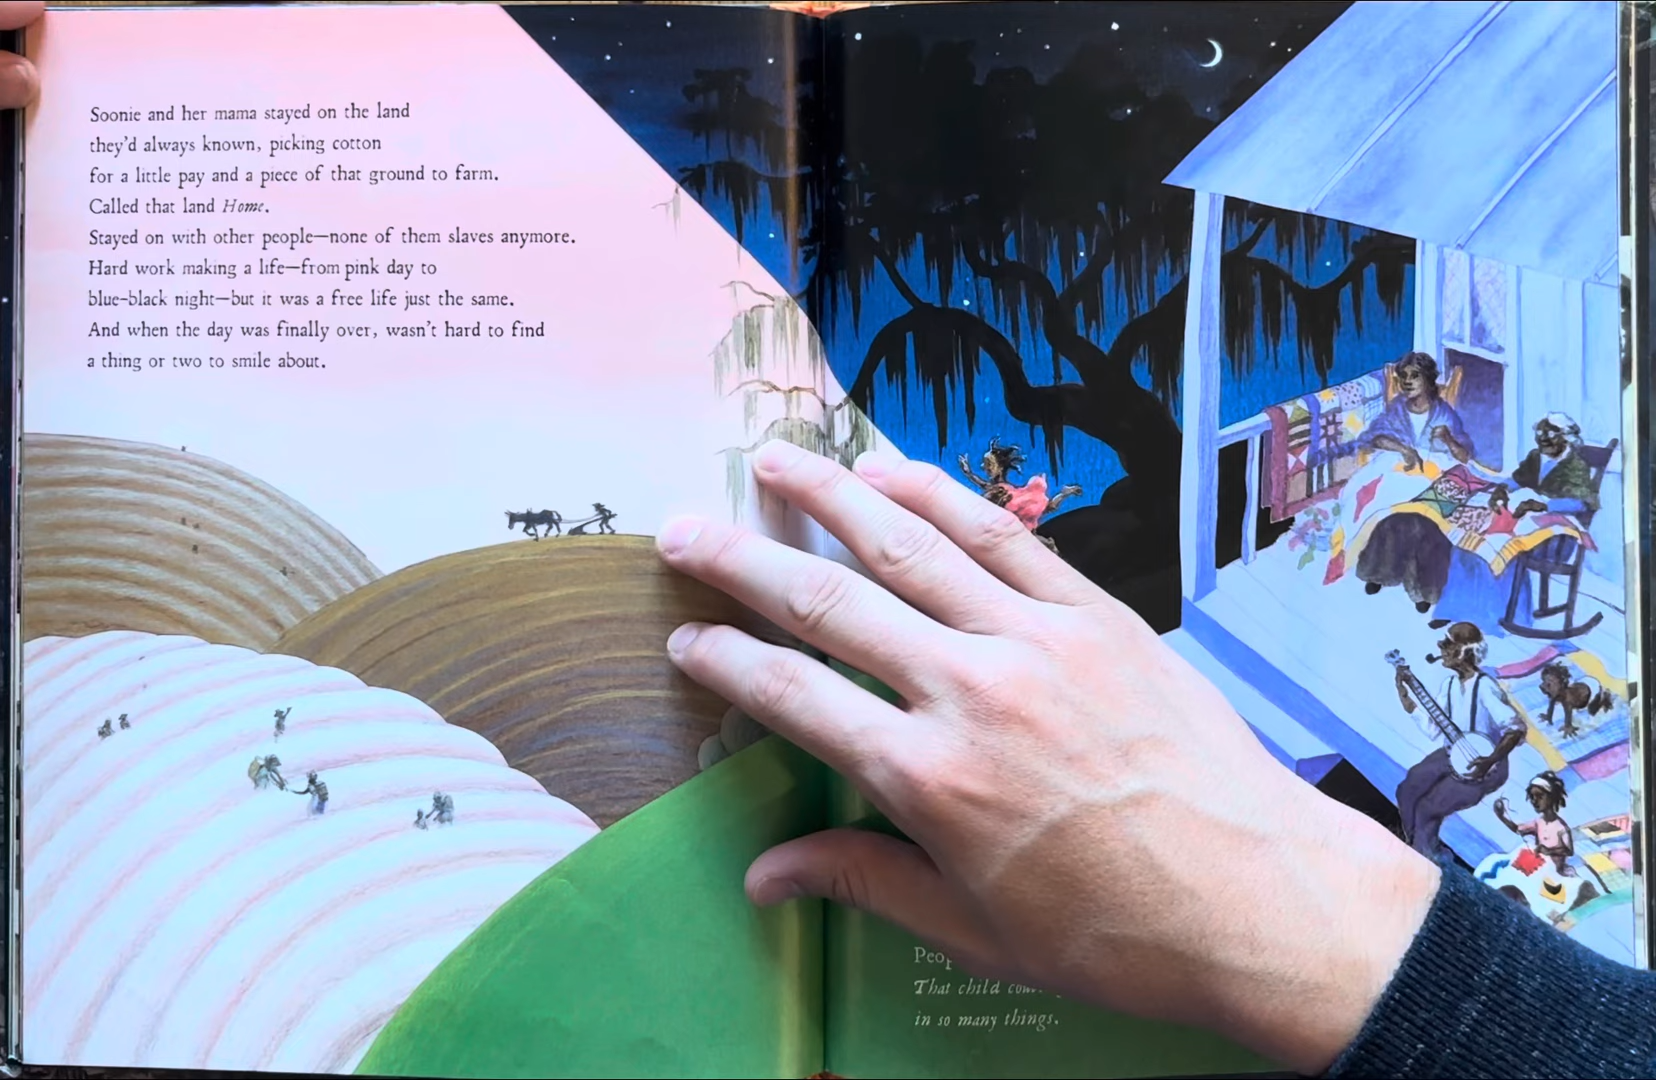 Soonie and her mama stayed on the land
they'd always known, picking cotton
for a little pay and a piece of that ground to farm.
Called that land Home.
Stayed on with other people—none of them slaves anymore.
Hard work making a life—from pink day to
blue-black night—but it was a free life just the same.
And when the day was finally over, wasn't hard to find
a thing or two to smile about.
That child
in so many things.